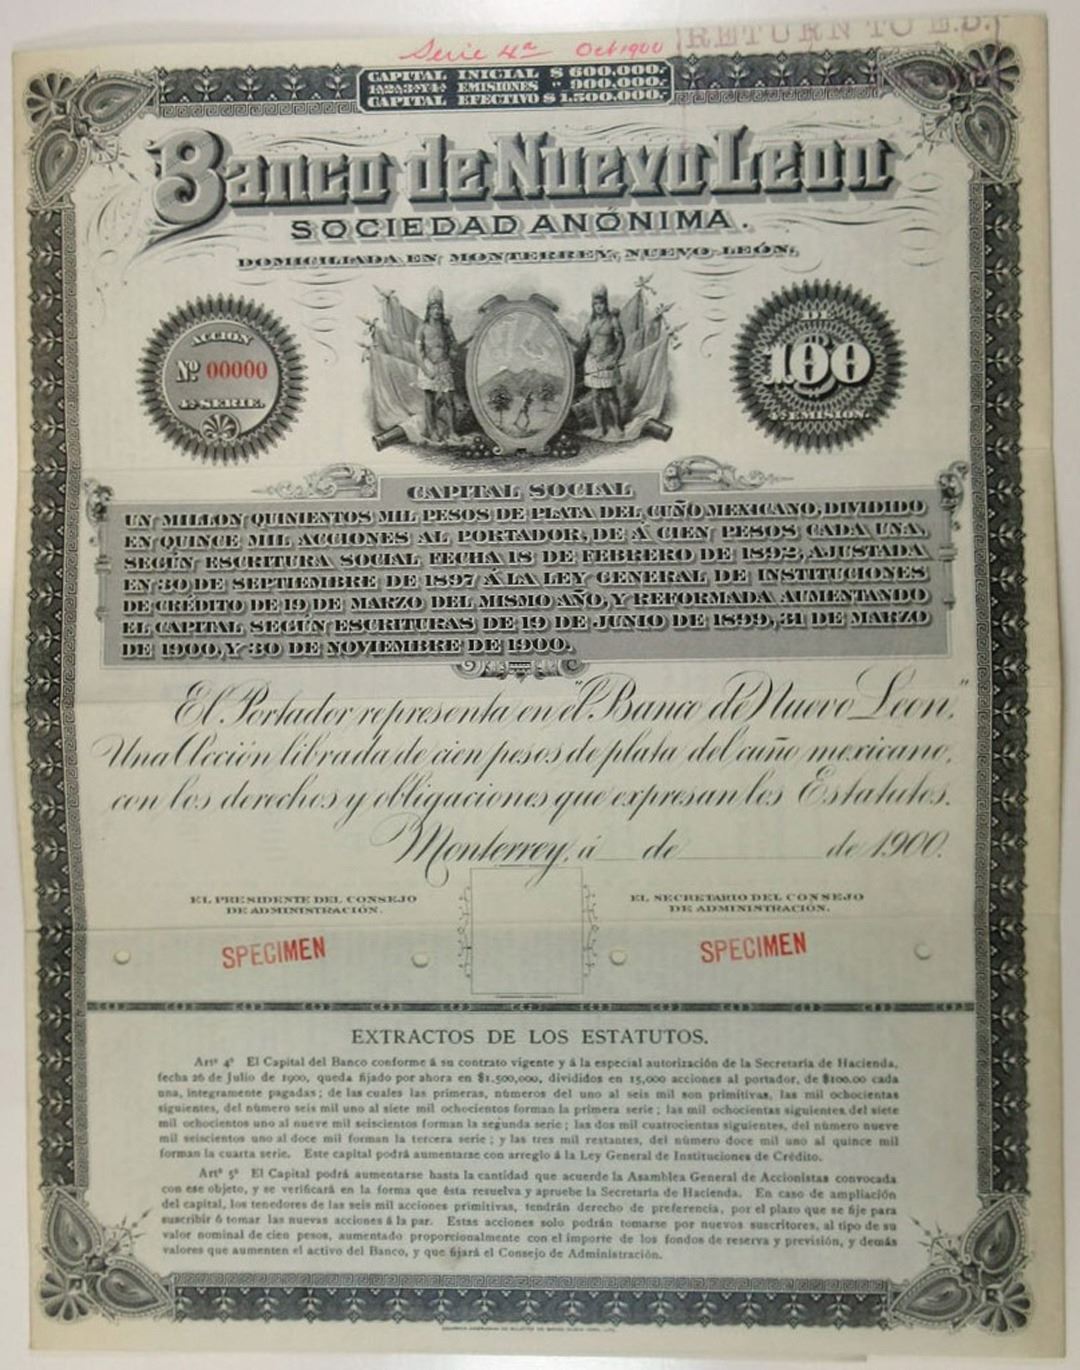 Serie 4ª Oct 1900
RETURN TO E.D.
CAPITAL INICIAL $ 600,000.-
1ª,2ª,3ª,Y 4ª EMISIONES " 900,000.-
CAPITAL EFECTIVO $ 1.500,000,-
Banco de Nuevo Leon
SOCIEDAD ANÓNIMA.
DOMICILIADA EN MONTERREY, NUEVO LEÓN.
ACCION
Nº 00000
4ª SERIE.
DE
100
4ª EMISION.
CAPITAL SOCIAL
UN MILLON QUINIENTOS MIL PESOS DE PLATA DEL CUÑO MEXICANO, DIVIDIDO
EN QUINCE MIL ACCIONES AL PORTADOR, DE Á CIEN PESOS CADA UNA,
SEGÚN ESCRITURA SOCIAL FECHA 18 DE FEBRERO DE 1892, AJUSTADA
EN 30 DE SEPTIEMBRE DE 1897 Á LA LEY GENERAL DE INSTITUCIONES
DE CRÉDITO DE 19 DE MARZO DEL MISMO AÑO, Y REFORMADA AUMENTANDO
EL CAPITAL SEGÚN ESCRITURAS DE 19 DE JUNIO DE 1899, 31 DE MARZO
DE 1900, Y 30 DE NOVIEMBRE DE 1900.
El Portador representa en el "Banco de Nuevo Leon",
Una Acción librada de cien pesos de plata del cuño mexicano,
con los derechos y obligaciones que expresan los Estatutos.
Monterrey, á de de 1900.
EL PRESIDENTE DEL CONSEJO
DE ADMINISTRACIÓN.
EL SECRETARIO DEL CONSEJO
DE ADMINISTRACIÓN.
SPECIMEN
SPECIMEN
EXTRACTOS DE LOS ESTATUTOS.
Artº 4º El Capital del Banco conforme á su contrato vigente y á la especial autorización de la Secretaría de Hacienda,
fecha 26 de Julio de 1900, queda fijado por ahora en $1.500,000, divididos en 15,000 acciones al portador, de $100.00 cada
una, integramente pagadas; de las cuales las primeras, números del uno al seis mil son primitivas, las mil ochocientas
siguientes, del número seis mil uno al siete mil ochocientos forman la primera serie; las mil ochocientas siguientes del siete
mil ochocientos uno al nueve mil seiscientos forman la segunda serie; las dos mil cuatrocientas siguientes, del número nueve
mil seiscientos uno al doce mil forman la tercera serie; y las tres mil restantes, del número doce mil uno al quince mil
forman la cuarta serie. Este capital podrá aumentarse con arreglo á la Ley General de Instituciones de Crédito.
Artº 5º El Capital podrá aumentarse hasta la cantidad que acuerde la Asamblea General de Accionistas convocada
con ese objeto, y se verificará en la forma que ésta resuelva y apruebe la Secretaría de Hacienda. En caso de ampliación
del capital, los tenedores de las seis mil acciones primitivas, tendrán derecho de preferencia, por el plazo que se fije para
suscribir ó tomar las nuevas acciones á la par. Estas acciones solo podrán tomarse por nuevos suscritores, al tipo de su
valor nominal de cien pesos, aumentado proporcionalmente con el importe de los fondos de reserva y previsión, y demás
valores que aumenten el activo del Banco, y que fijará el Consejo de Administración.